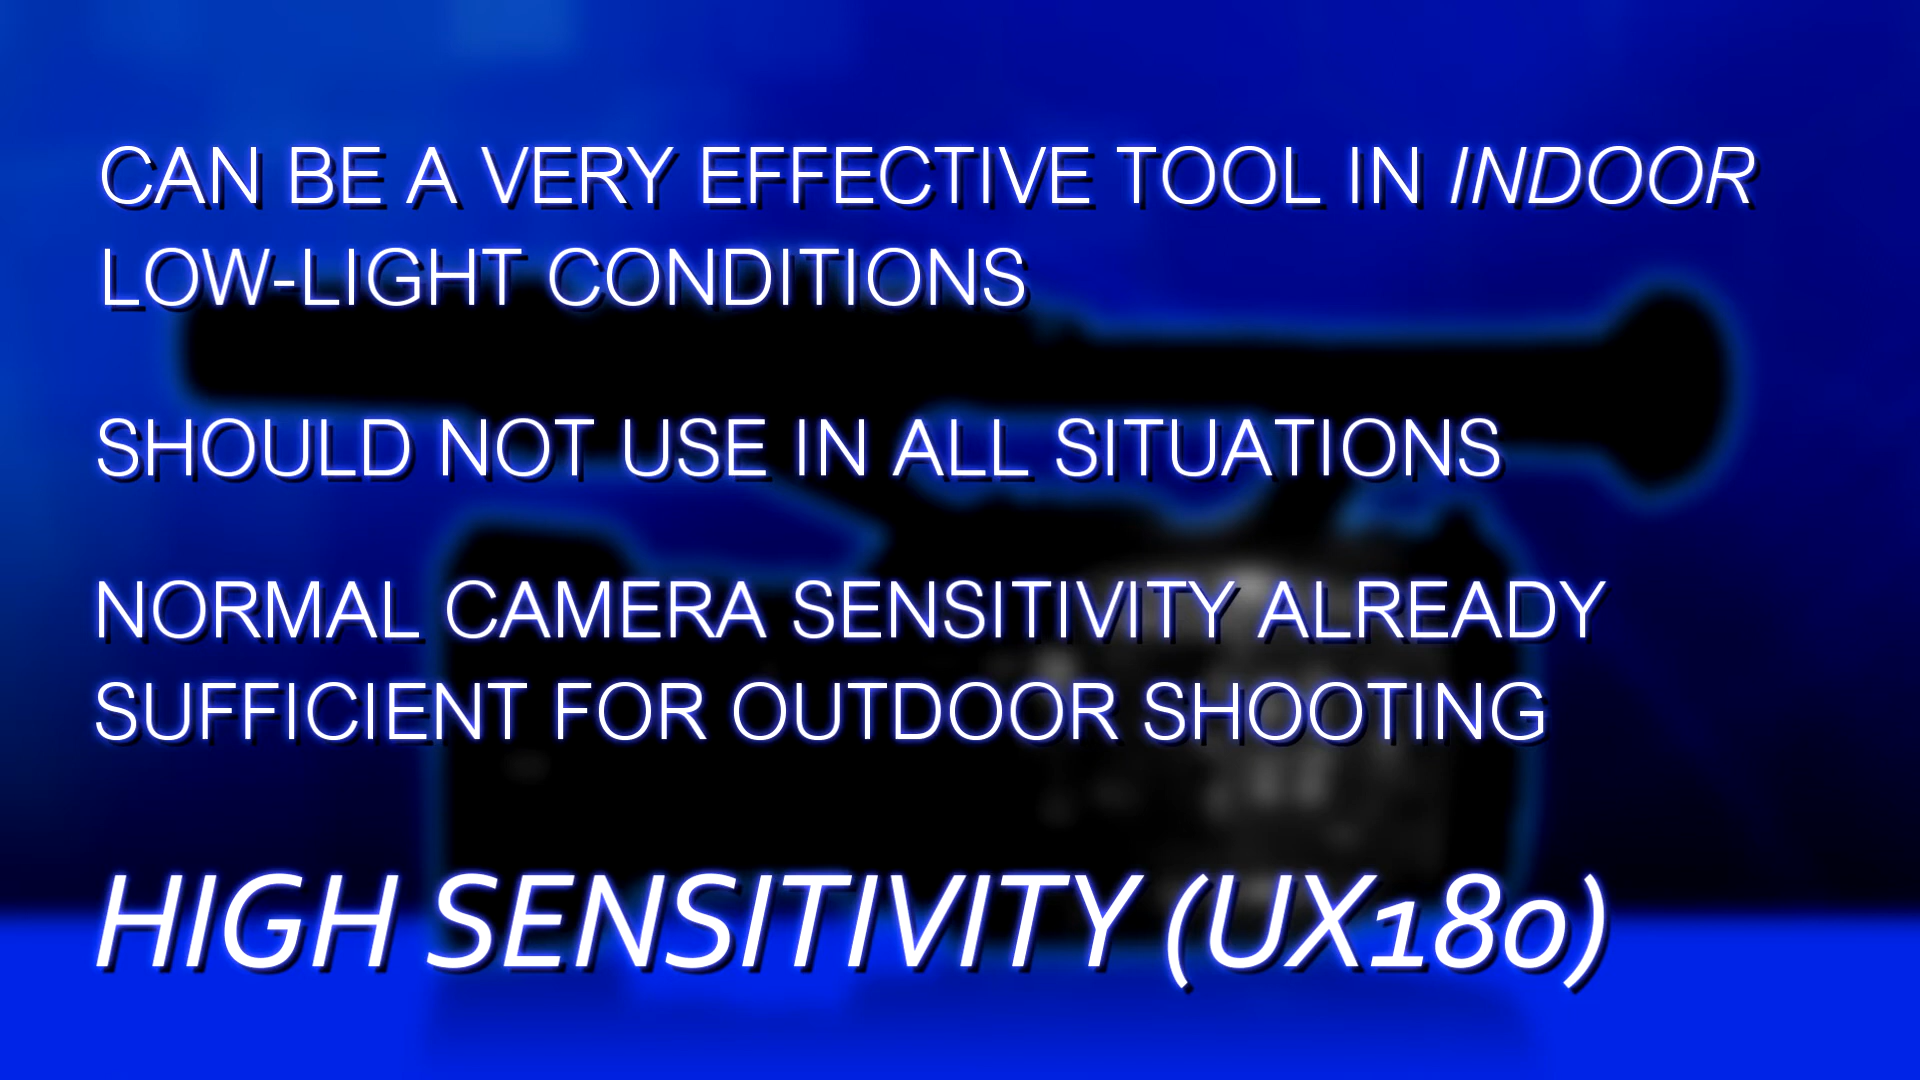 CAN BE A VERY EFFECTIVE TOOL IN INDOOR
LOW-LIGHT CONDITIONS
SHOULD NOT USE IN ALL SITUATIONS
NORMAL CAMERA SENSITIVITY ALREADY
SUFFICIENT FOR OUTDOOR SHOOTING
HIGH SENSITIVITY (UX180)